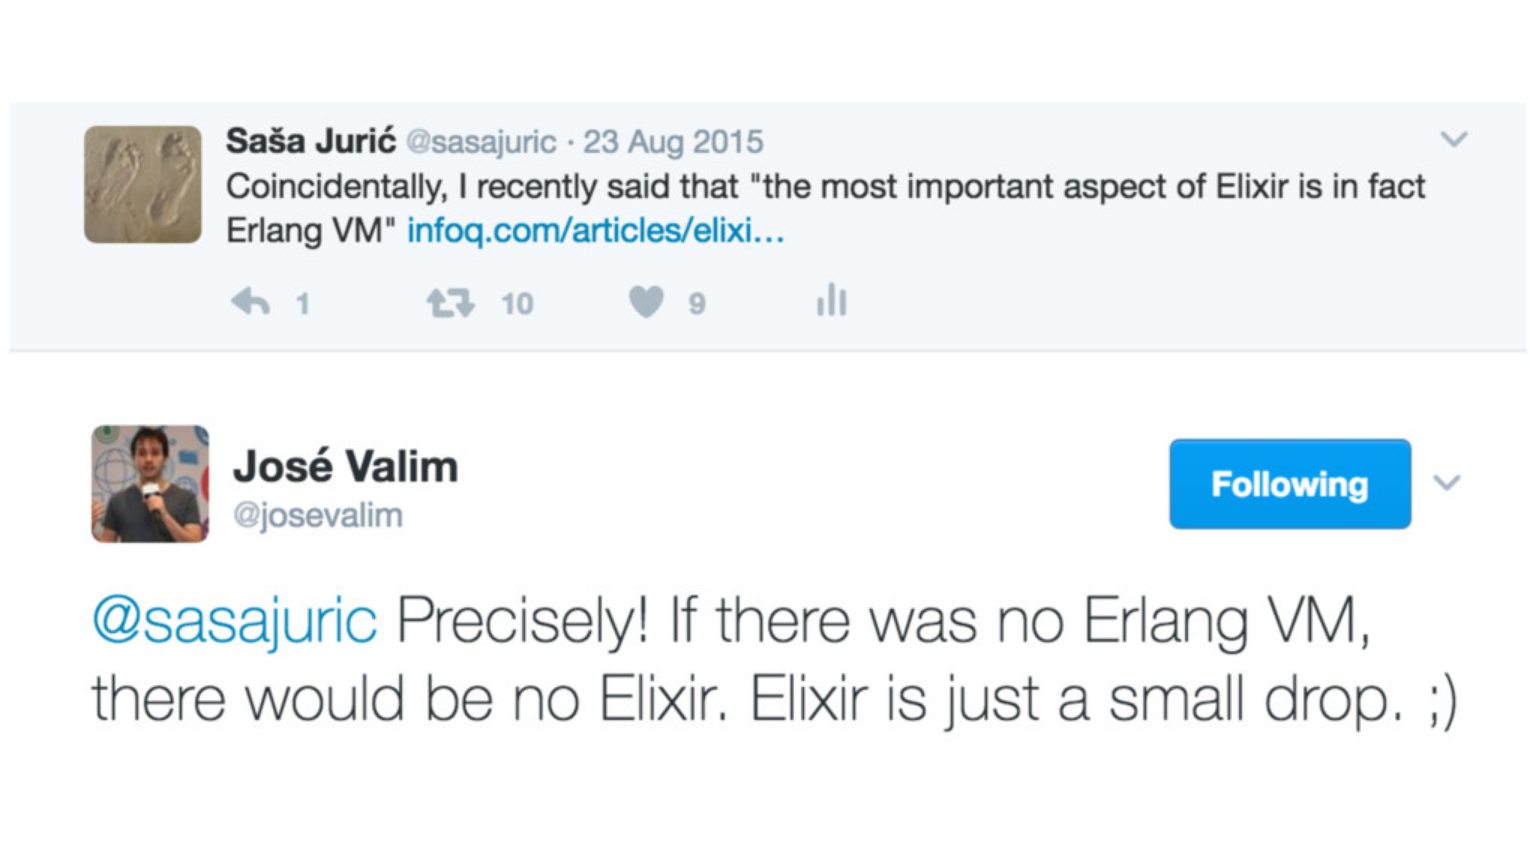 Saša Jurić @sasajuric · 23 Aug 2015
Coincidentally, I recently said that "the most important aspect of Elixir is in fact
Erlang VM" infoq.com/articles/elixi...
1 10 9
José Valim
@josevalim
Following
@sasajuric Precisely! If there was no Erlang VM,
there would be no Elixir. Elixir is just a small drop. ;)